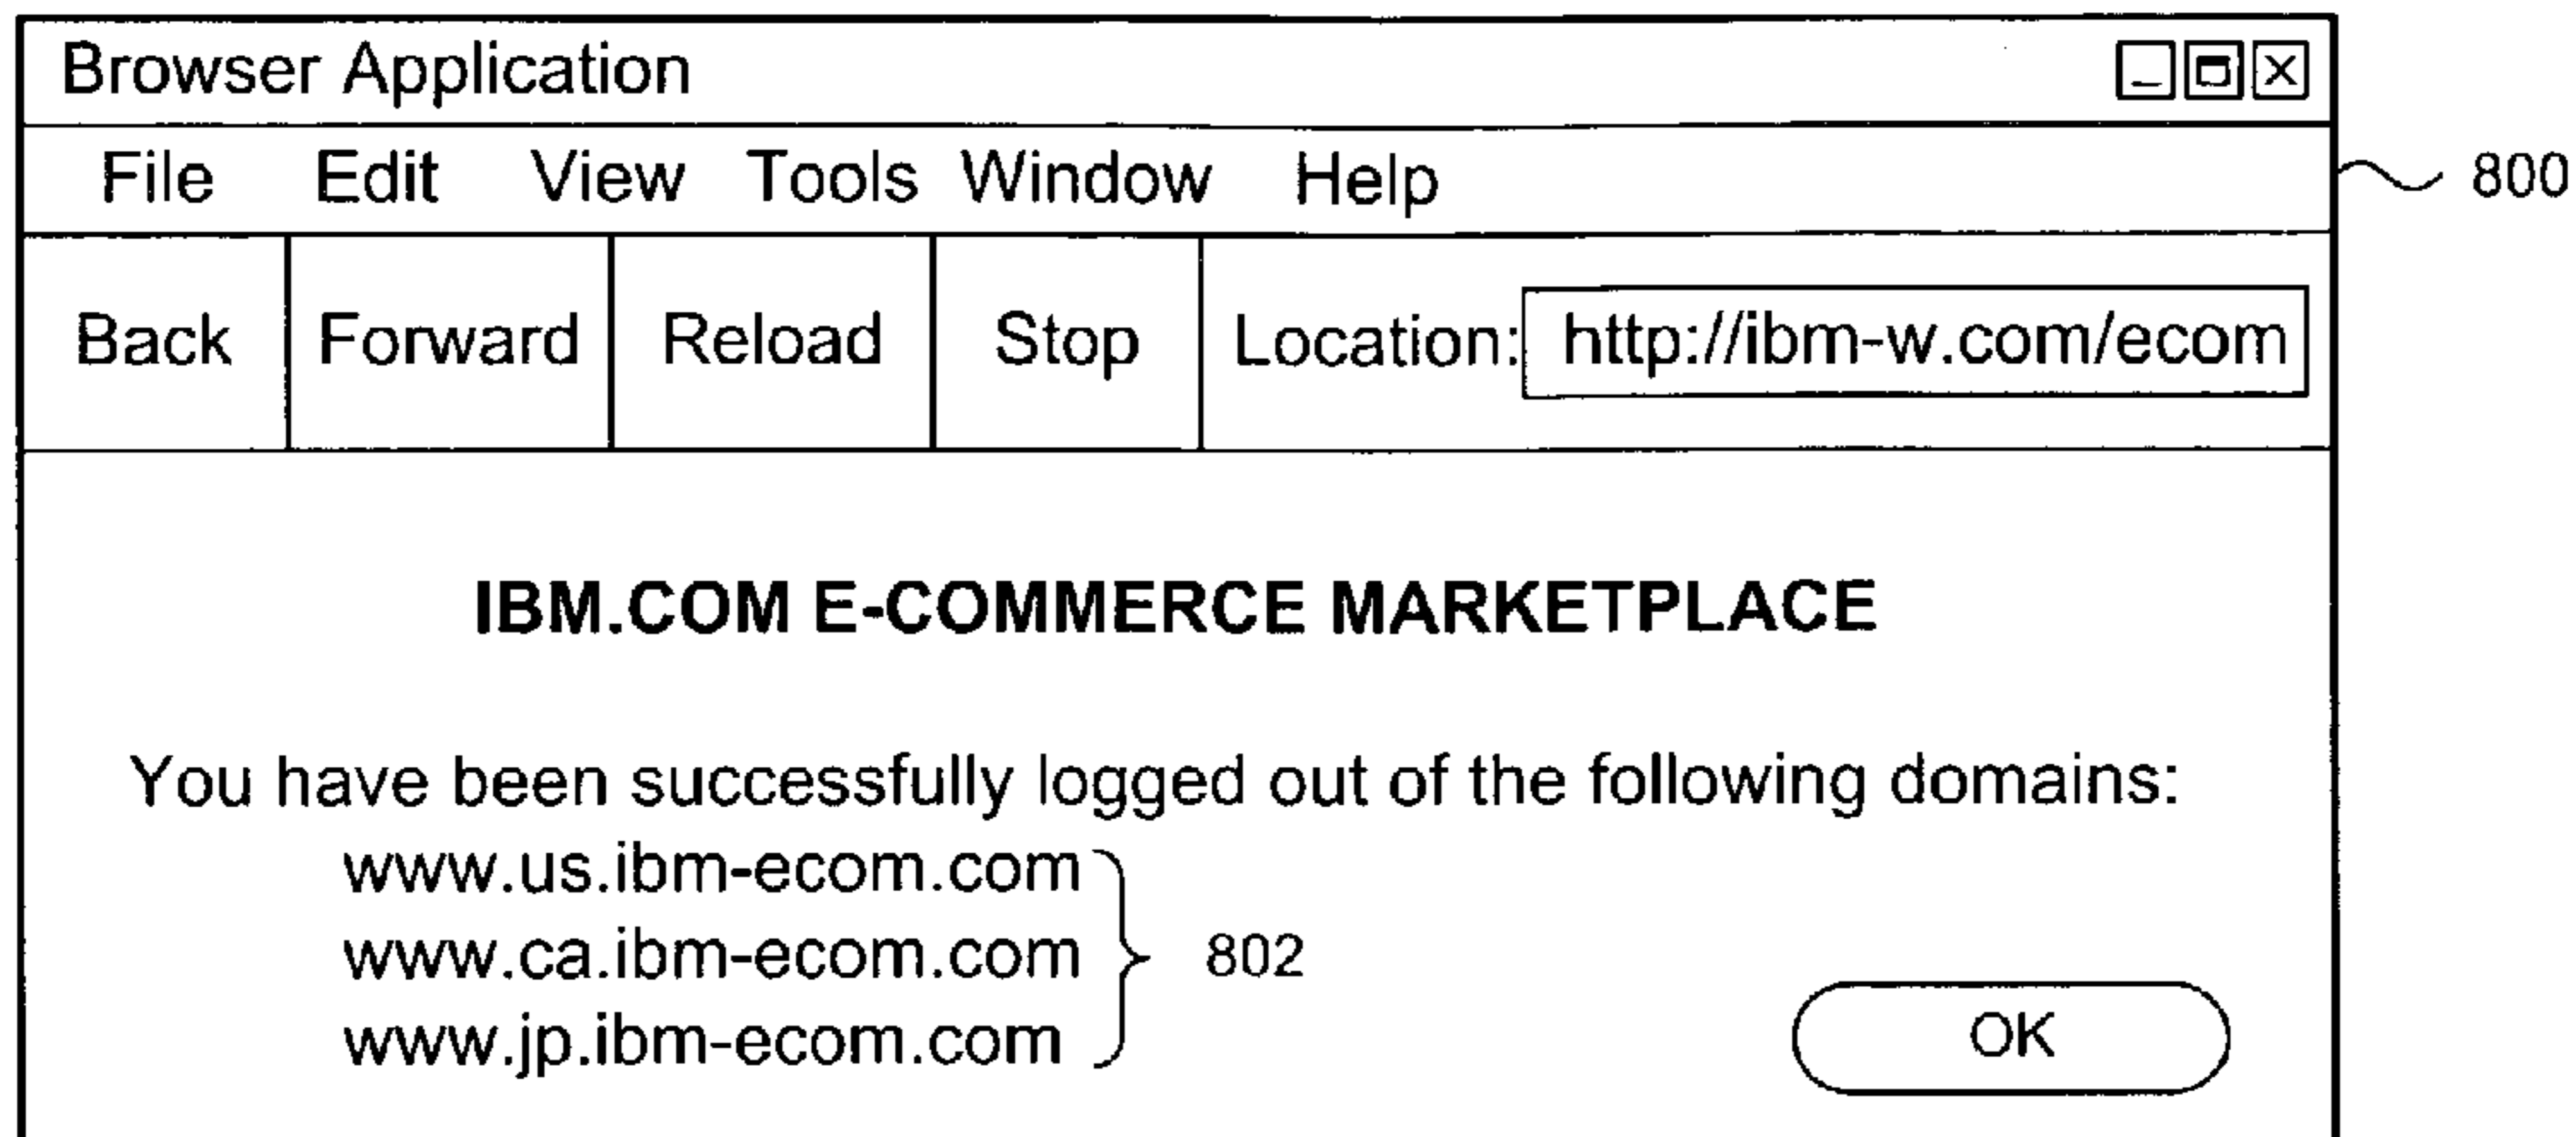 Browser Application
File Edit View Tools Window Help
800
Back Forward Reload Stop Location: http://ibm-w.com/ecom
IBM.COM E-COMMERCE MARKETPLACE
You have been successfully logged out of the following domains:
www.us.ibm-ecom.com
www.ca.ibm-ecom.com
802
www.jp.ibm-ecom.com
OK